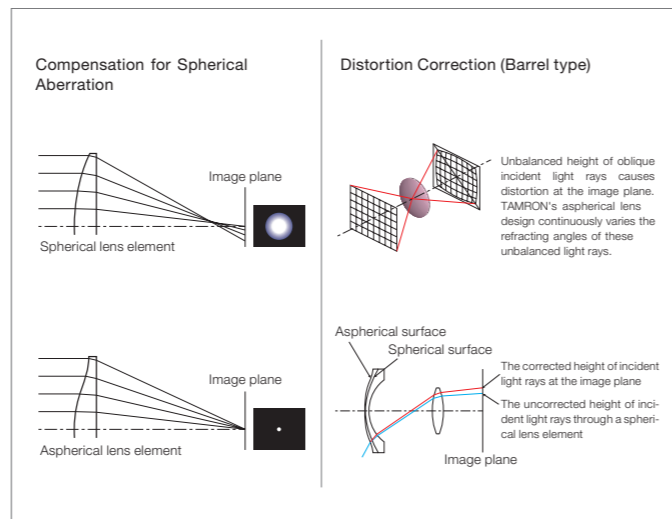 Compensation for Spherical
Aberration
Image plane
Spherical lens element
Image plane
Aspherical lens element
Distortion Correction (Barrel type)
Unbalanced height of oblique
incident light rays causes
distortion at the image plane.
TAMRON's aspherical lens
design continuously varies the
refracting angles of these
unbalanced light rays.
Aspherical surface
Spherical surface
The corrected height of incident
light rays at the image plane
The uncorrected height of inci-
dent light rays through a spheri-
cal lens element
Image plane